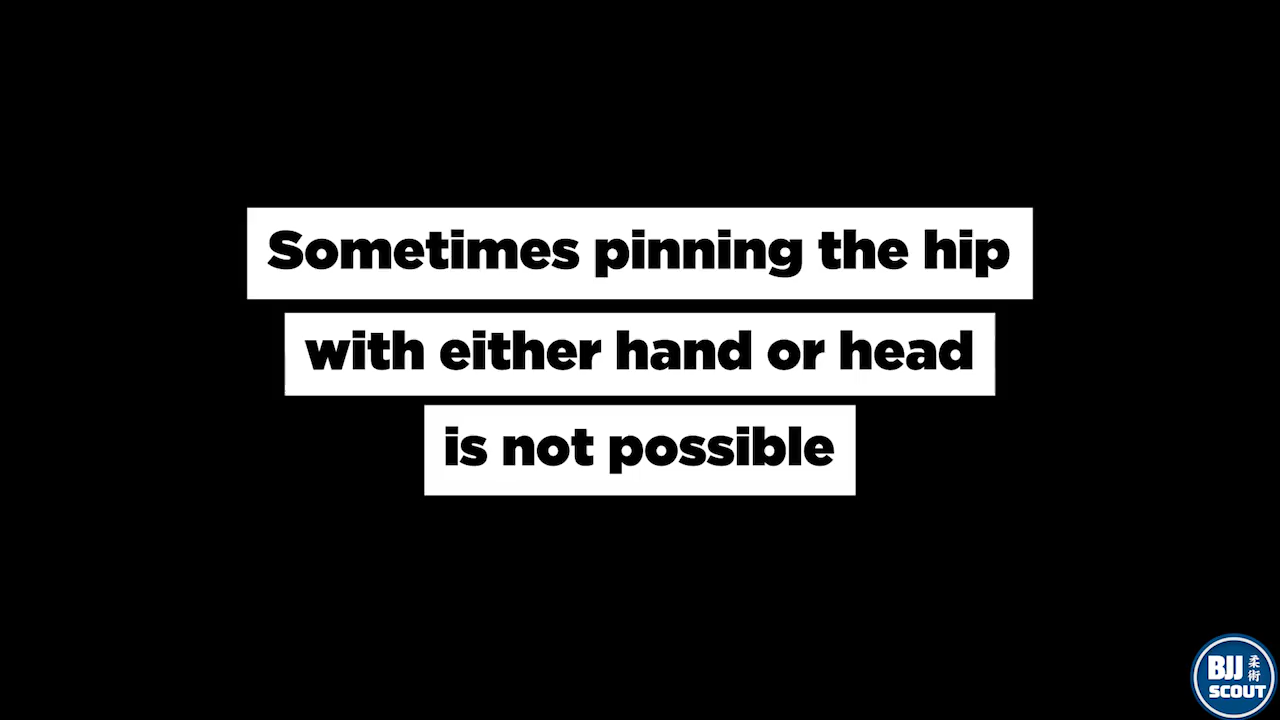 Sometimes pinning the hip
with either hand or head
is not possible
BJJ 柔術
SCOUT